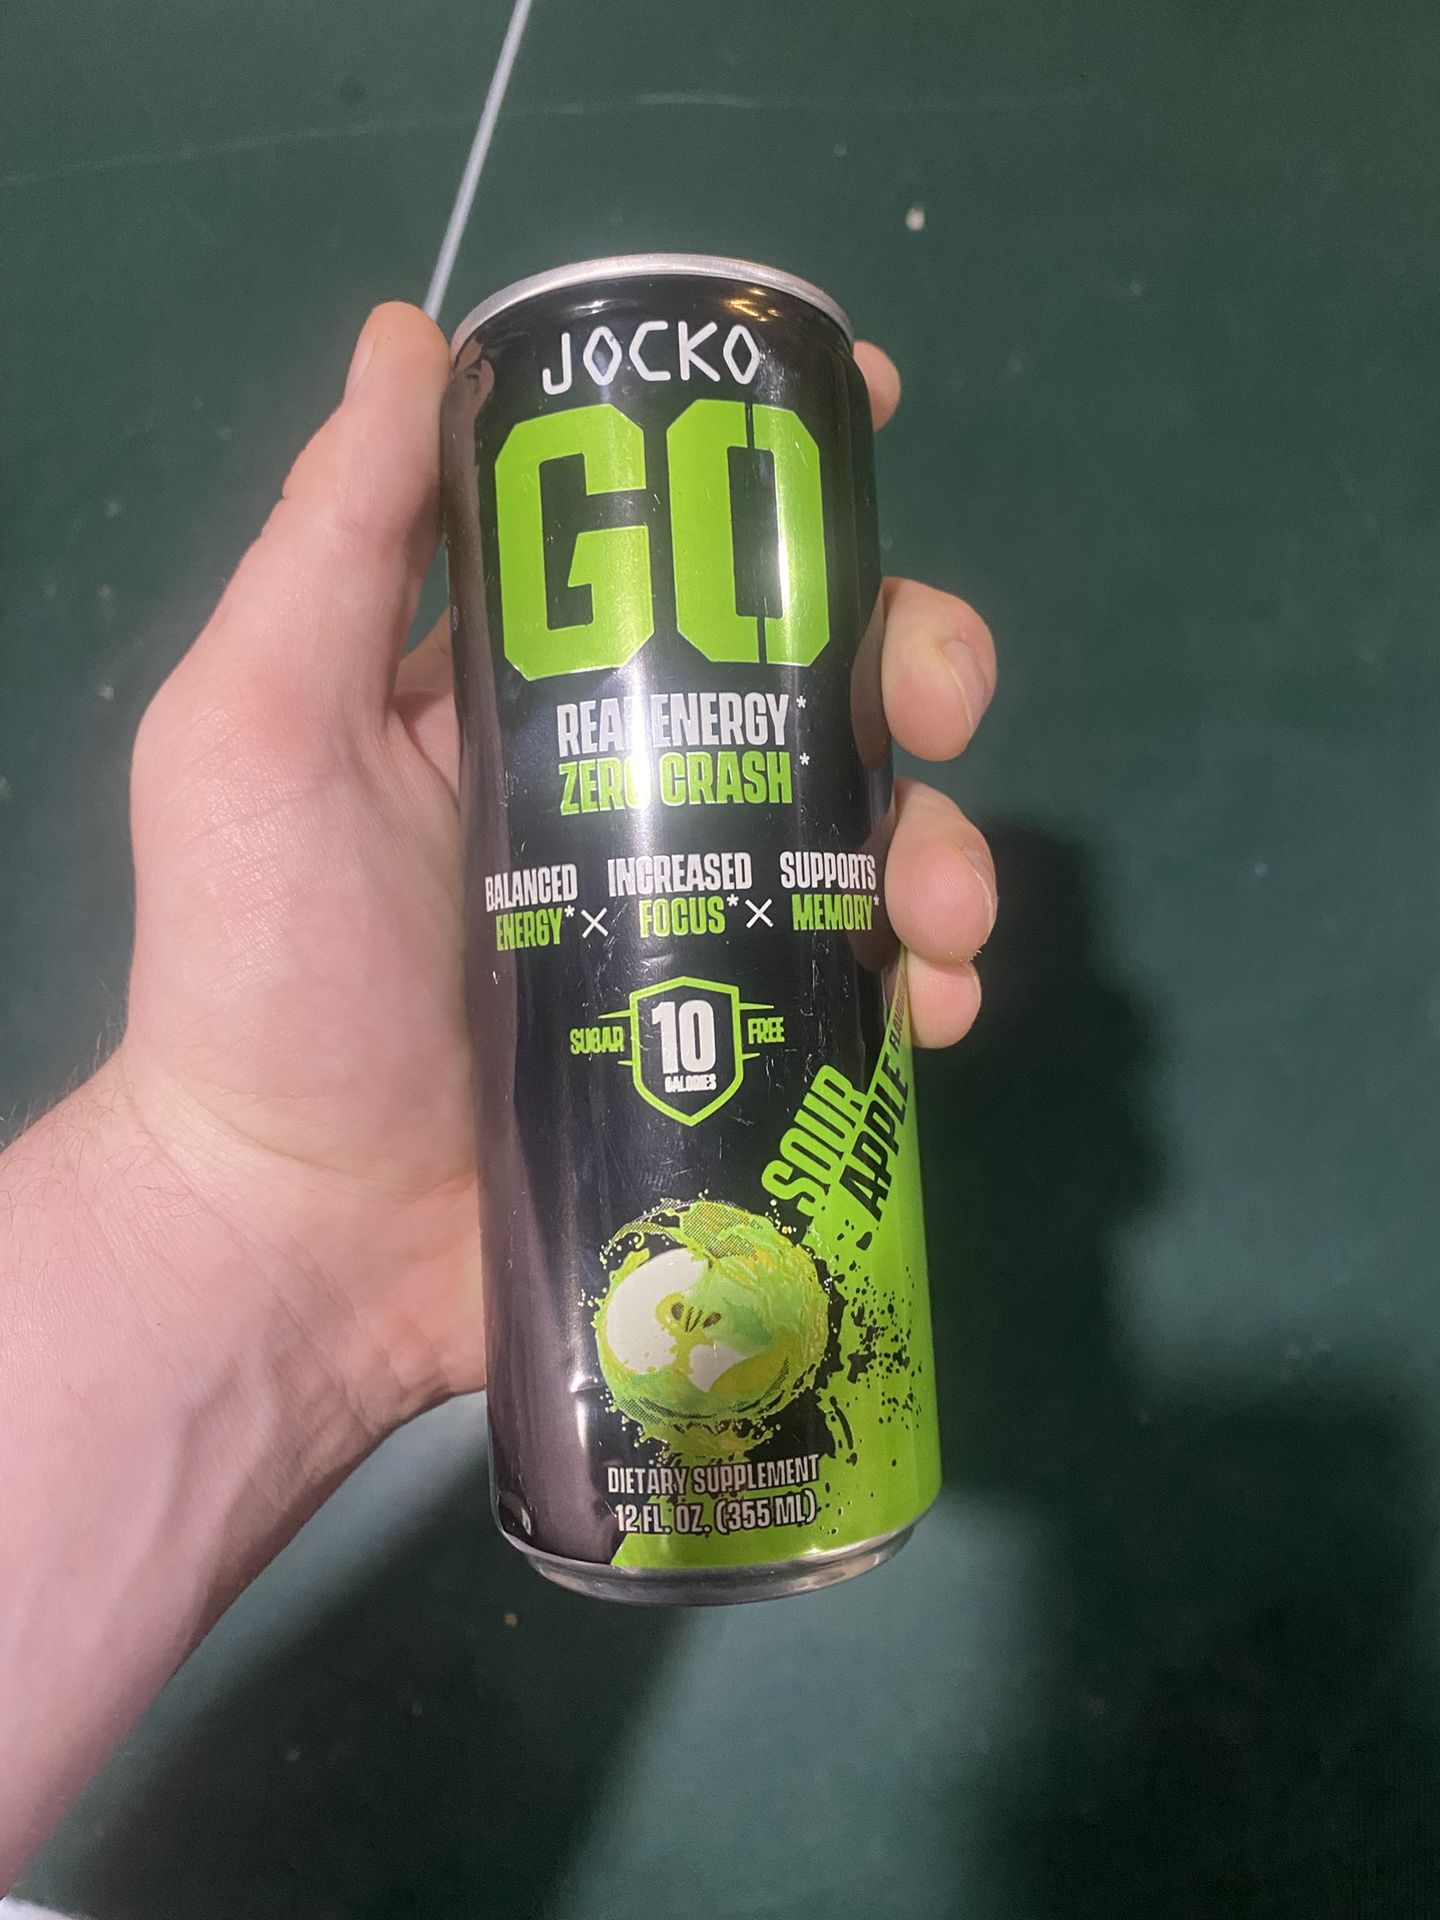 JOCKO
GO
REAL ENERGY*
ZERO CRASH*
BALANCED ENERGY* × INCREASED FOCUS* × SUPPORTS MEMORY*
SUGAR 10 FREE
CALORIES
SOUR
APPLE
DIETARY SUPPLEMENT
12 FL. OZ. (355 ML)